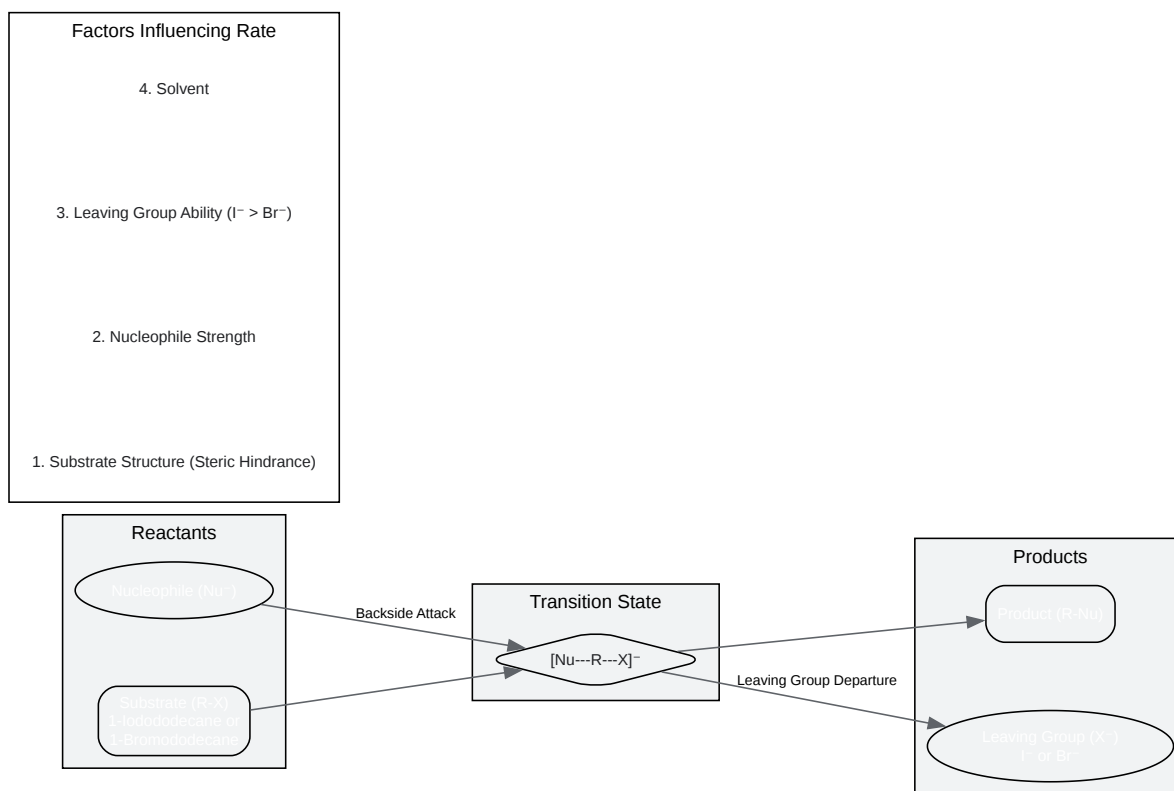 Factors Influencing Rate
4. Solvent
3. Leaving Group Ability (I⁻ > Br⁻)
2. Nucleophile Strength
1. Substrate Structure (Steric Hindrance)
Reactants
Nucleophile (Nu⁻)
Substrate (R-X)
1-Iodododecane or
1-Bromododecane
Backside Attack
Transition State
[Nu---R---X]⁻
Leaving Group Departure
Products
Product (R-Nu)
Leaving Group (X⁻)
I⁻ or Br⁻